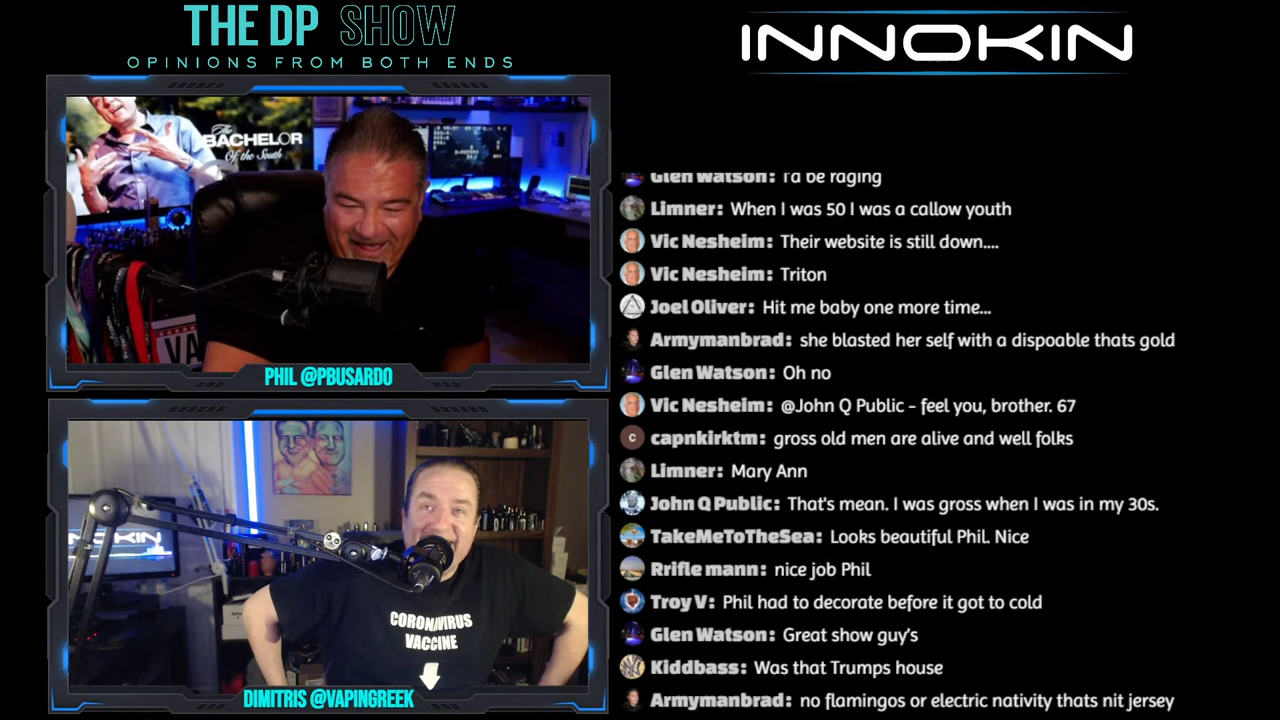 THE DP SHOW
OPINIONS FROM BOTH ENDS
The
BACHELOR
Of the South
VA
PHIL @PBUSARDO
INNOKIN
CORONAVIRUS
VACCINE
DIMITRIS @VAPINGREEK
INNOKIN
Glen Watson: I'd be raging
Limner: When I was 50 I was a callow youth
Vic Nesheim: Their website is still down....
Vic Nesheim: Triton
Joel Oliver: Hit me baby one more time...
Armymanbrad: she blasted her self with a dispoable thats gold
Glen Watson: Oh no
Vic Nesheim: @John Q Public - feel you, brother. 67
C
capnkirktm: gross old men are alive and well folks
Limner: Mary Ann
John Q Public: That's mean. I was gross when I was in my 30s.
TakeMeToTheSea: Looks beautiful Phil. Nice
Rrifle mann: nice job Phil
Troy V: Phil had to decorate before it got to cold
Glen Watson: Great show guy's
Kiddbass: Was that Trumps house
Armymanbrad: no flamingos or electric nativity thats nit jersey